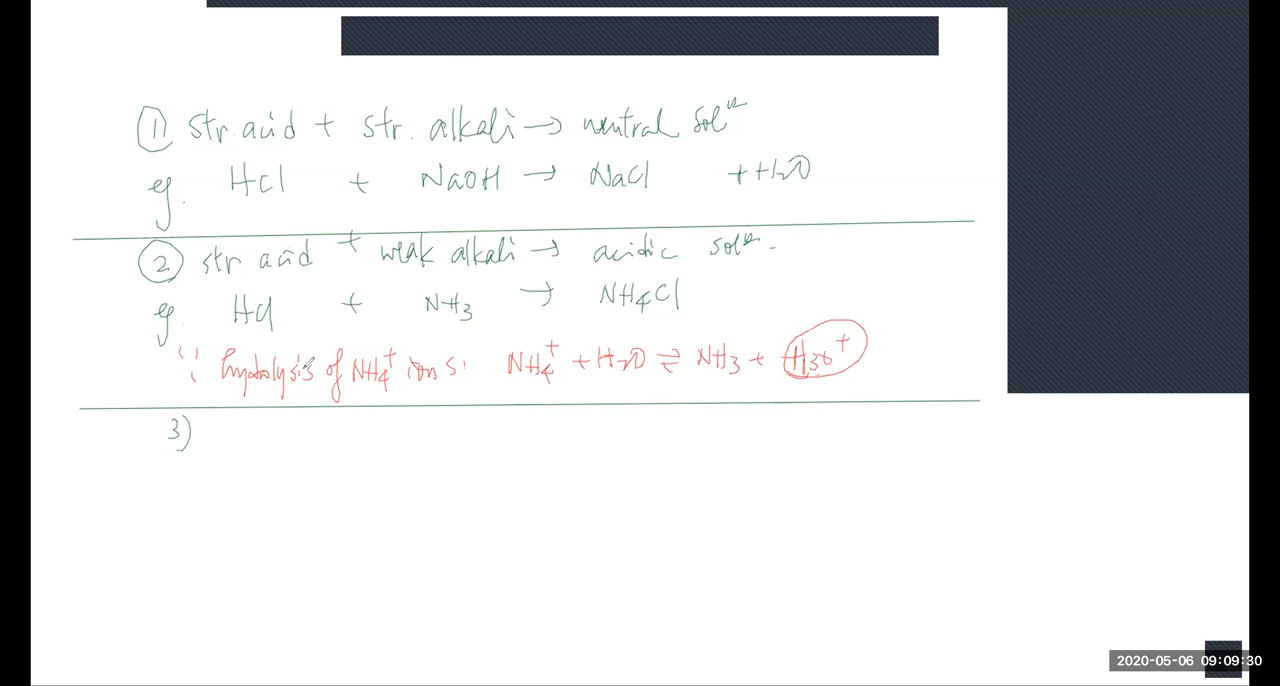 ① str. acid + str. alkali → neutral solⁿ
eg. HCl + NaOH → NaCl + H₂O
② str acid + weak alkali → acidic solⁿ.
eg. HCl + NH₃ → NH₄Cl
∵ hydrolysis of NH₄⁺ ions: NH₄⁺ + H₂O ⇌ NH₃ + H₃O⁺
3)
2020-05-06 09:09:30